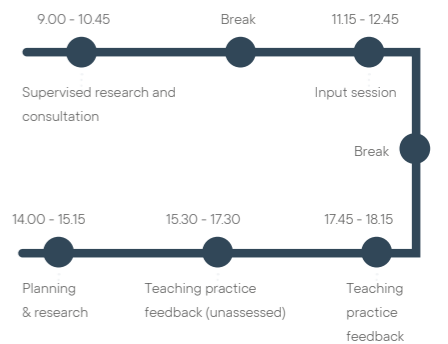 9.00 - 10.45
Break
11.15 - 12.45
Supervised research and
consultation
Input session
Break
14.00 - 15.15
15.30 - 17.30
17.45 - 18.15
Planning
& research
Teaching practice
feedback (unassessed)
Teaching
practice
feedback